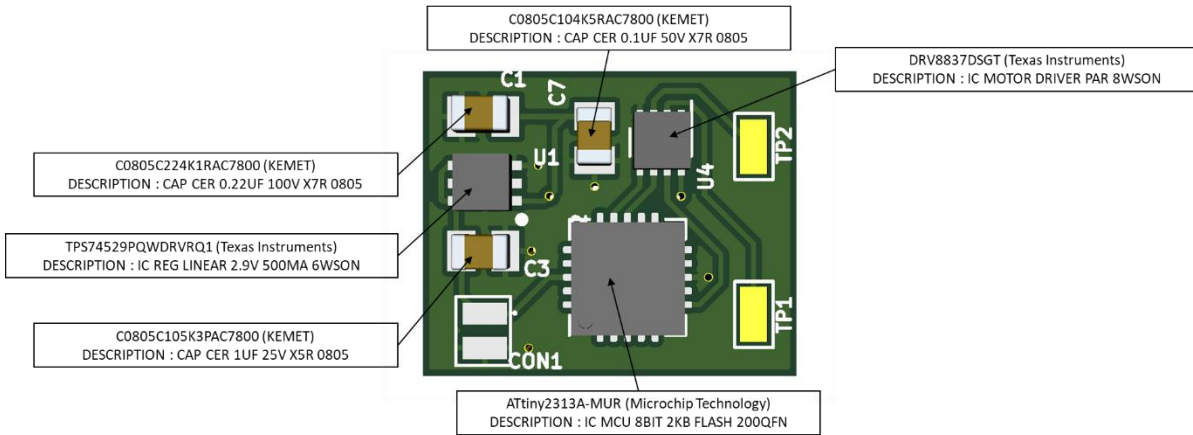 C0805C104K5RAC7800 (KEMET)
DESCRIPTION : CAP CER 0.1UF 50V X7R 0805
DRV8837DSGT (Texas Instruments)
DESCRIPTION : IC MOTOR DRIVER PAR 8WSON
C0805C224K1RAC7800 (KEMET)
DESCRIPTION : CAP CER 0.22UF 100V X7R 0805
TPS74529PQWDRVRQ1 (Texas Instruments)
DESCRIPTION : IC REG LINEAR 2.9V 500MA 6WSON
C0805C105K3PAC7800 (KEMET)
DESCRIPTION : CAP CER 1UF 25V X5R 0805
C1
C7
U1
U4
TP2
C3
TP1
CON1
ATtiny2313A-MUR (Microchip Technology)
DESCRIPTION : IC MCU 8BIT 2KB FLASH 200QFN